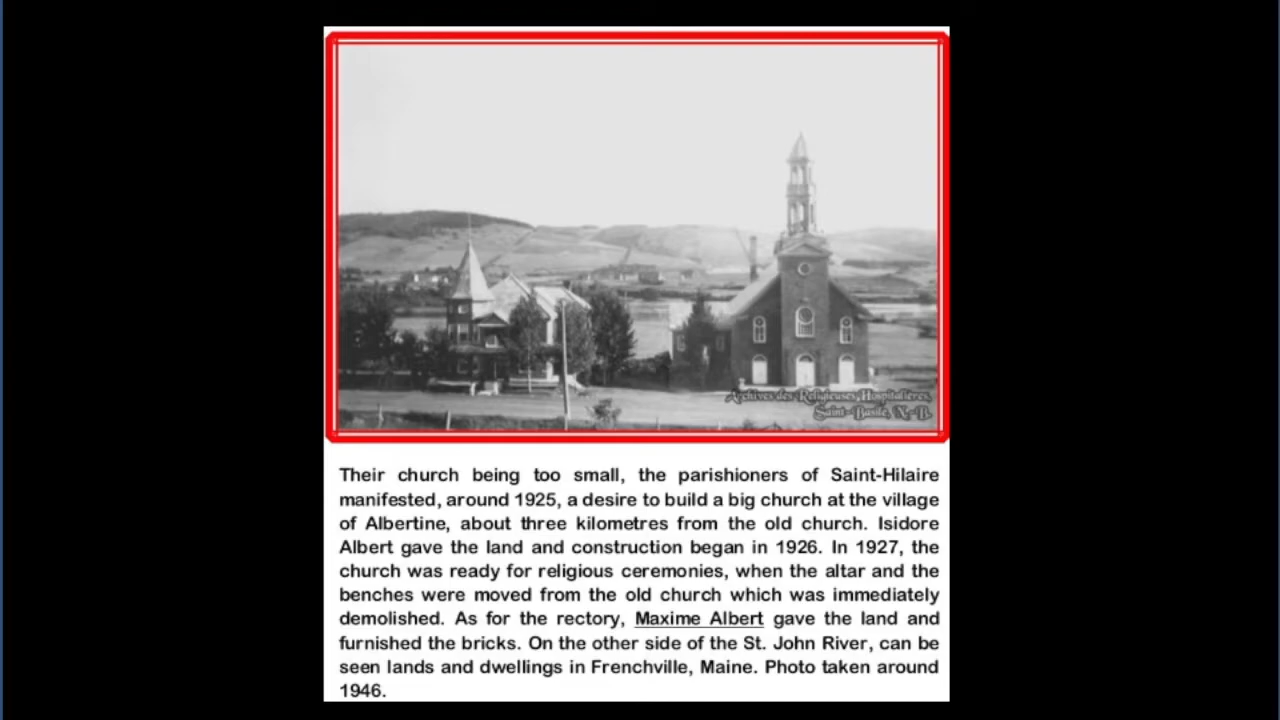 Archives des Religieuses Hospitalières,
Saint-Basile, N.-B.
Their church being too small, the parishioners of Saint-Hilaire
manifested, around 1925, a desire to build a big church at the village
of Albertine, about three kilometres from the old church. Isidore
Albert gave the land and construction began in 1926. In 1927, the
church was ready for religious ceremonies, when the altar and the
benches were moved from the old church which was immediately
demolished. As for the rectory, Maxime Albert gave the land and
furnished the bricks. On the other side of the St. John River, can be
seen lands and dwellings in Frenchville, Maine. Photo taken around
1946.